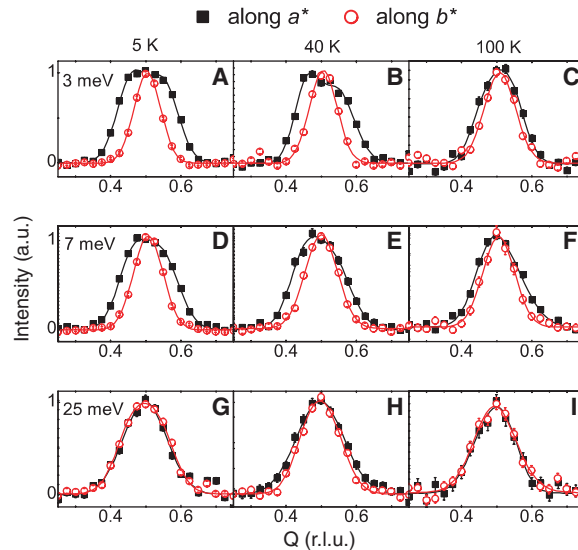 ■ along a* ○ along b*
5 K 40 K 100 K
3 meV A B C
1
0
0.4 0.6 0.4 0.6 0.4 0.6
7 meV D E F
1
0
0.4 0.6 0.4 0.6 0.4 0.6
25 meV G H I
1
0
0.4 0.6 0.4 0.6 0.4 0.6
Intensity (a.u.)
Q (r.l.u.)